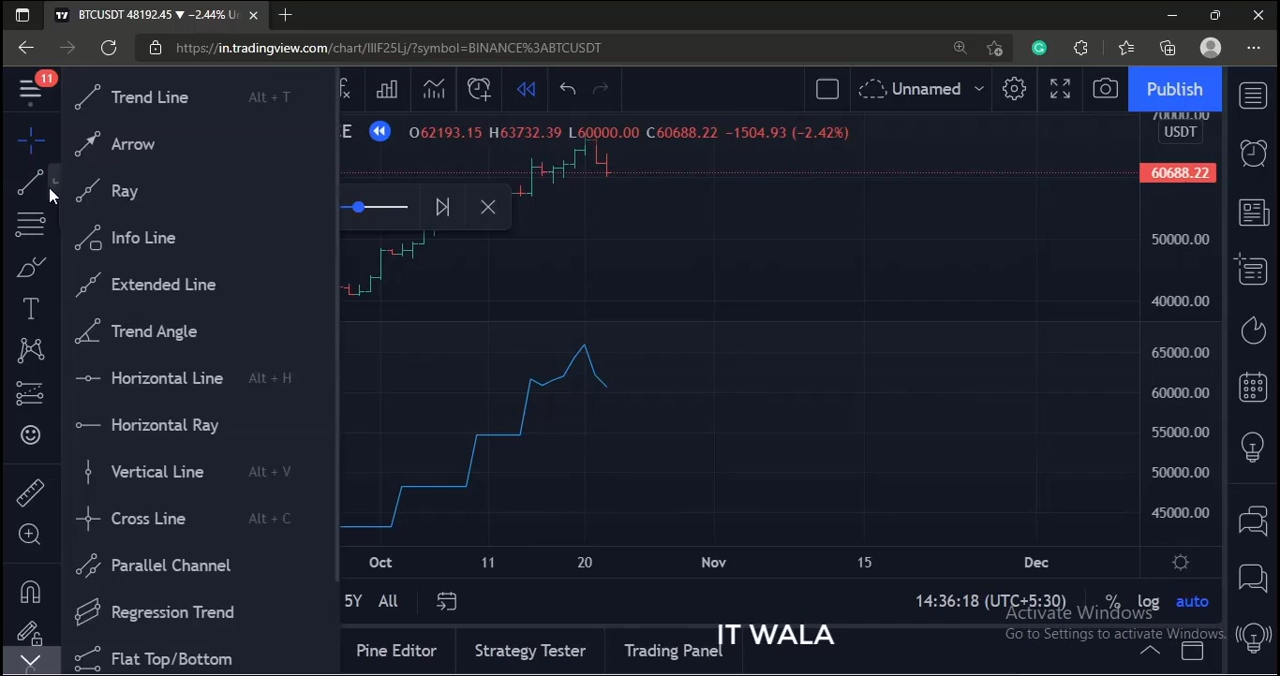 BTCUSDT 48192.45 ▼ −2.44% U
https://in.tradingview.com/chart/IIIF25Lj/?symbol=BINANCE%3ABTCUSDT
11
Unnamed
Publish
E O62193.15 H63732.39 L60000.00 C60688.22 −1504.93 (−2.42%)
70000.00
USDT
60688.22
50000.00
40000.00
65000.00
60000.00
55000.00
50000.00
45000.00
Trend Line Alt + T
Arrow
Ray
Info Line
Extended Line
Trend Angle
Horizontal Line Alt + H
Horizontal Ray
Vertical Line Alt + V
Cross Line Alt + C
Parallel Channel
Regression Trend
Flat Top/Bottom
Oct 11 20 Nov 15 Dec
5Y All 14:36:18 (UTC+5:30) % log auto
Activate Windows
Go to Settings to activate Windows.
IT WALA
Pine Editor Strategy Tester Trading Panel